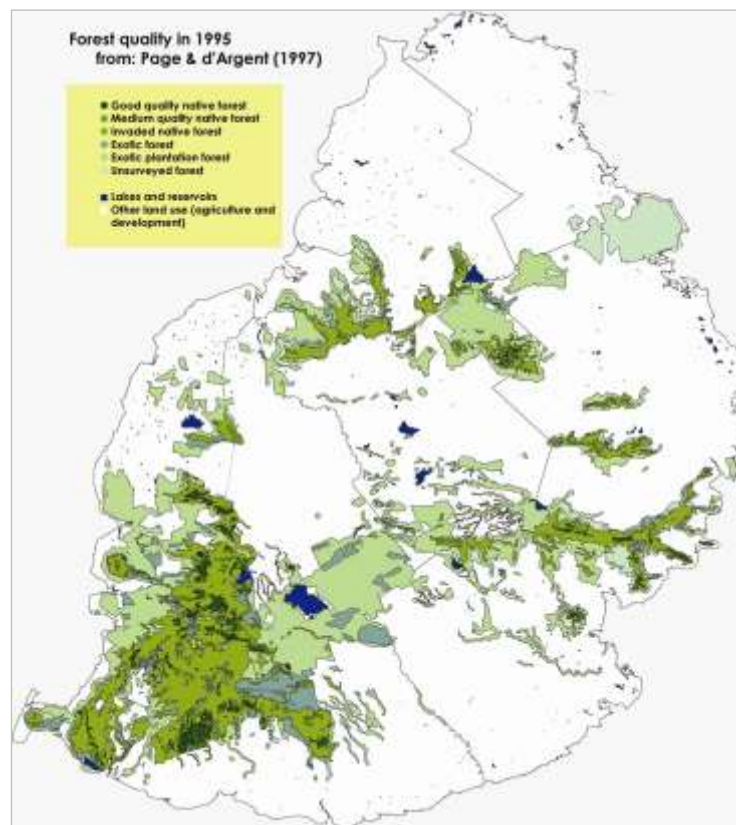 Forest quality in 1995
from: Page & d'Argent (1997)
Good quality native forest
Medium quality native forest
Invaded native forest
Exotic forest
Exotic plantation forest
Unsurveyed forest
Lakes and reservoirs
Other land use (agriculture and
development)